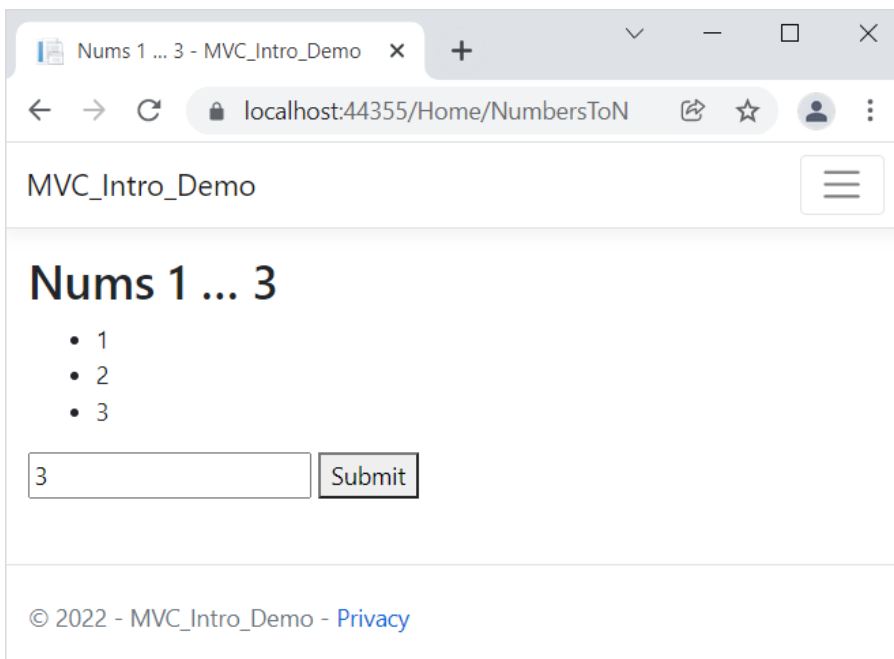 Nums 1 ... 3 - MVC_Intro_Demo
localhost:44355/Home/NumbersToN
MVC_Intro_Demo
Nums 1 ... 3
• 1
• 2
• 3
3 Submit
© 2022 - MVC_Intro_Demo - Privacy